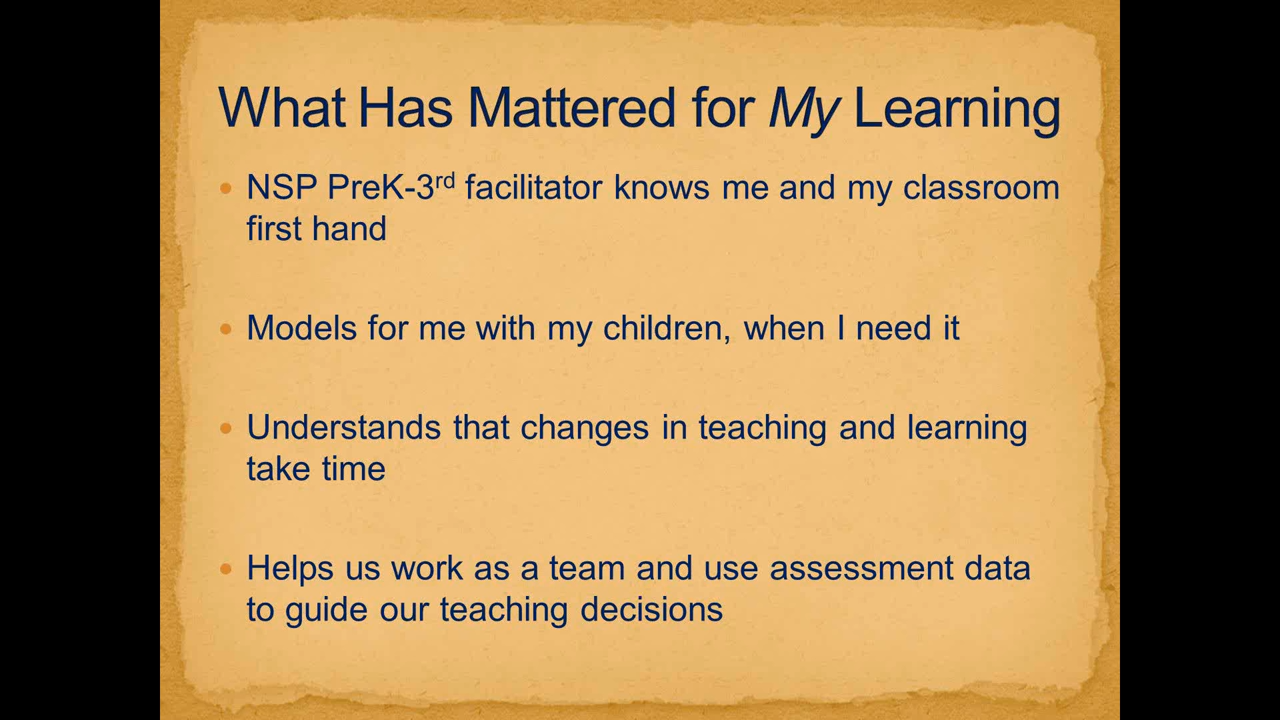 What Has Mattered for My Learning
• NSP PreK-3rd facilitator knows me and my classroom
first hand
• Models for me with my children, when I need it
• Understands that changes in teaching and learning
take time
• Helps us work as a team and use assessment data
to guide our teaching decisions